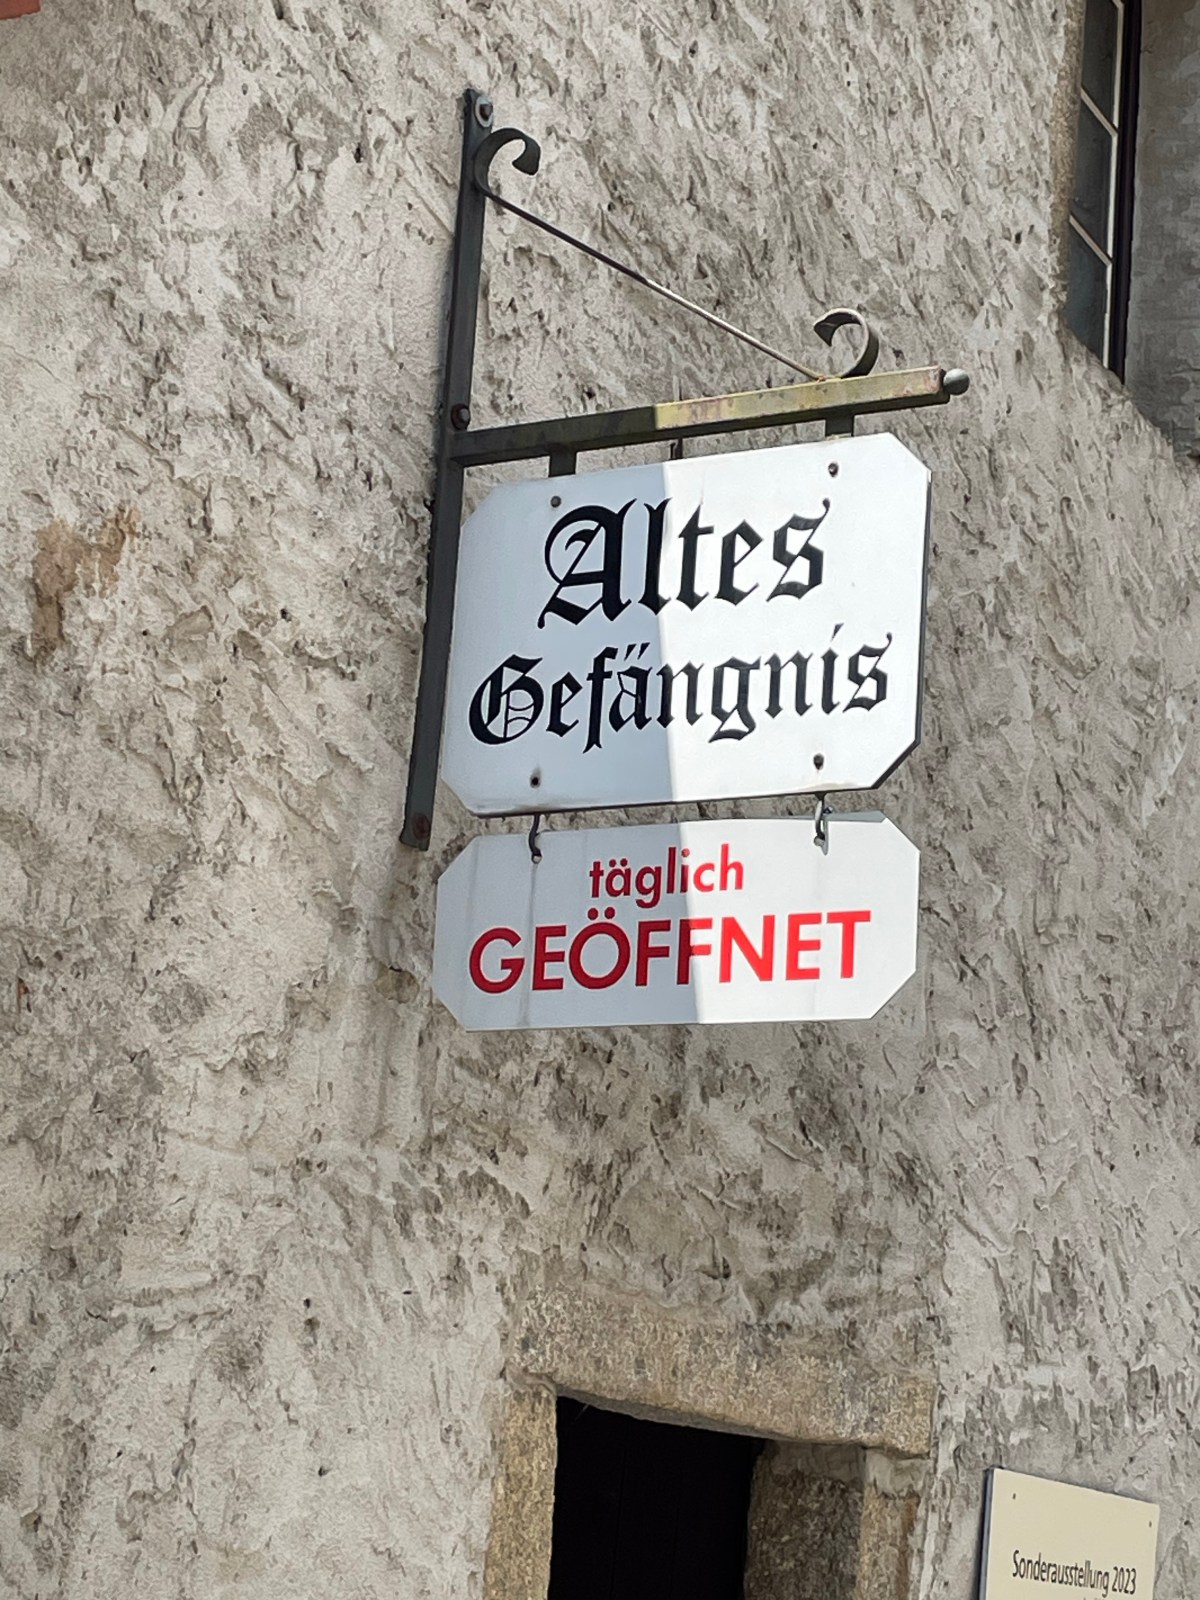 Altes
Gefängnis
täglich
GEÖFFNET
Sonderausstellung 2023